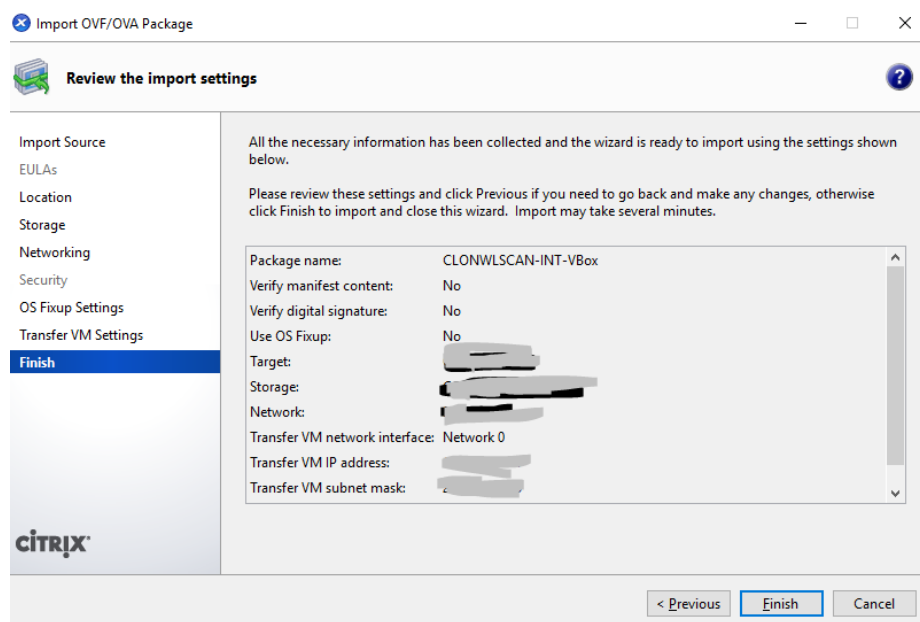 Import OVF/OVA Package
Review the import settings
?
Import Source
EULAs
Location
Storage
Networking
Security
OS Fixup Settings
Transfer VM Settings
Finish
CİTRIX
All the necessary information has been collected and the wizard is ready to import using the settings shown
below.
Please review these settings and click Previous if you need to go back and make any changes, otherwise
click Finish to import and close this wizard.  Import may take several minutes.
Package name: CLONWLSCAN-INT-VBox
Verify manifest content: No
Verify digital signature: No
Use OS Fixup: No
Target:
Storage:
Network:
Transfer VM network interface: Network 0
Transfer VM IP address:
Transfer VM subnet mask:
< Previous
Finish
Cancel